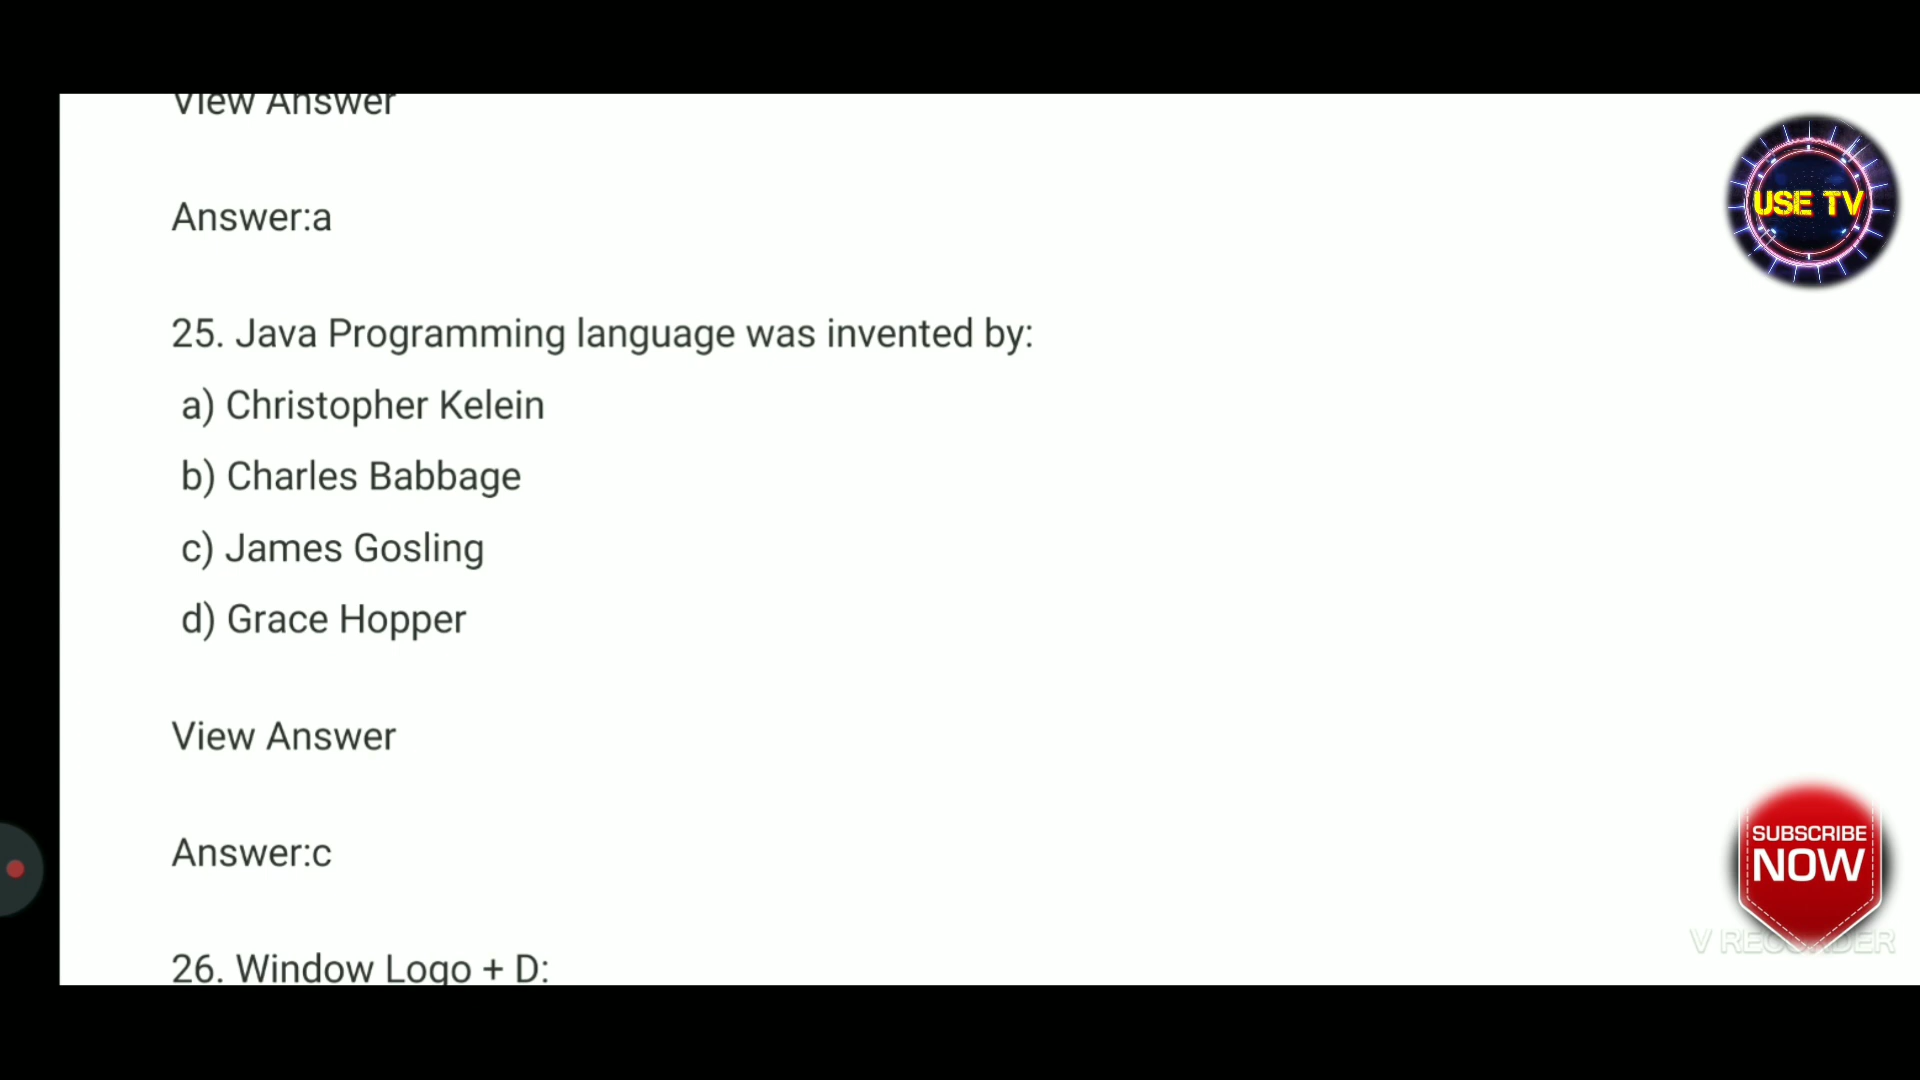 View Answer
USE TV
Answer:a
25. Java Programming language was invented by:
a) Christopher Kelein
b) Charles Babbage
c) James Gosling
d) Grace Hopper
View Answer
SUBSCRIBE
NOW
Answer:c
V RECORDER
26. Window Logo + D: